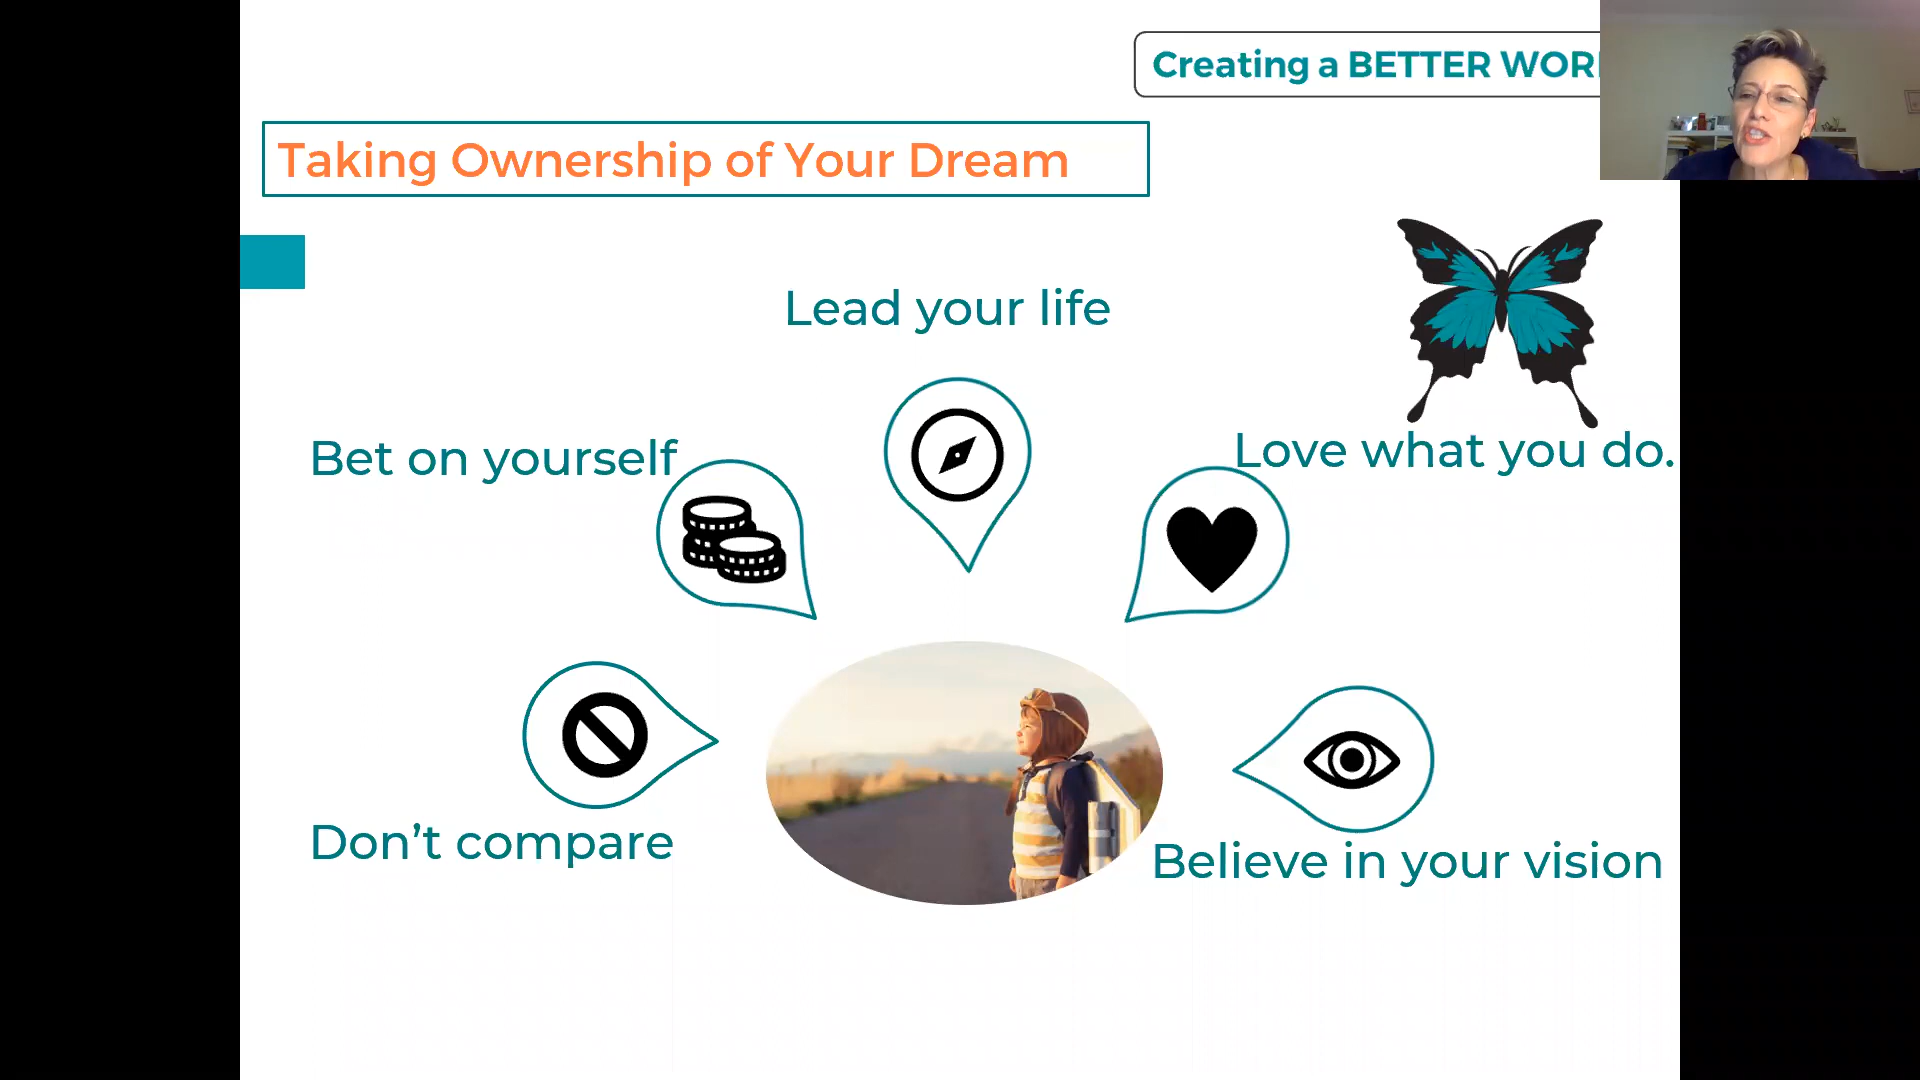 Creating a BETTER
Taking Ownership of Your Dream
Lead your life
Bet on yourself
Love what you do.
Don’t compare
Believe in your vision